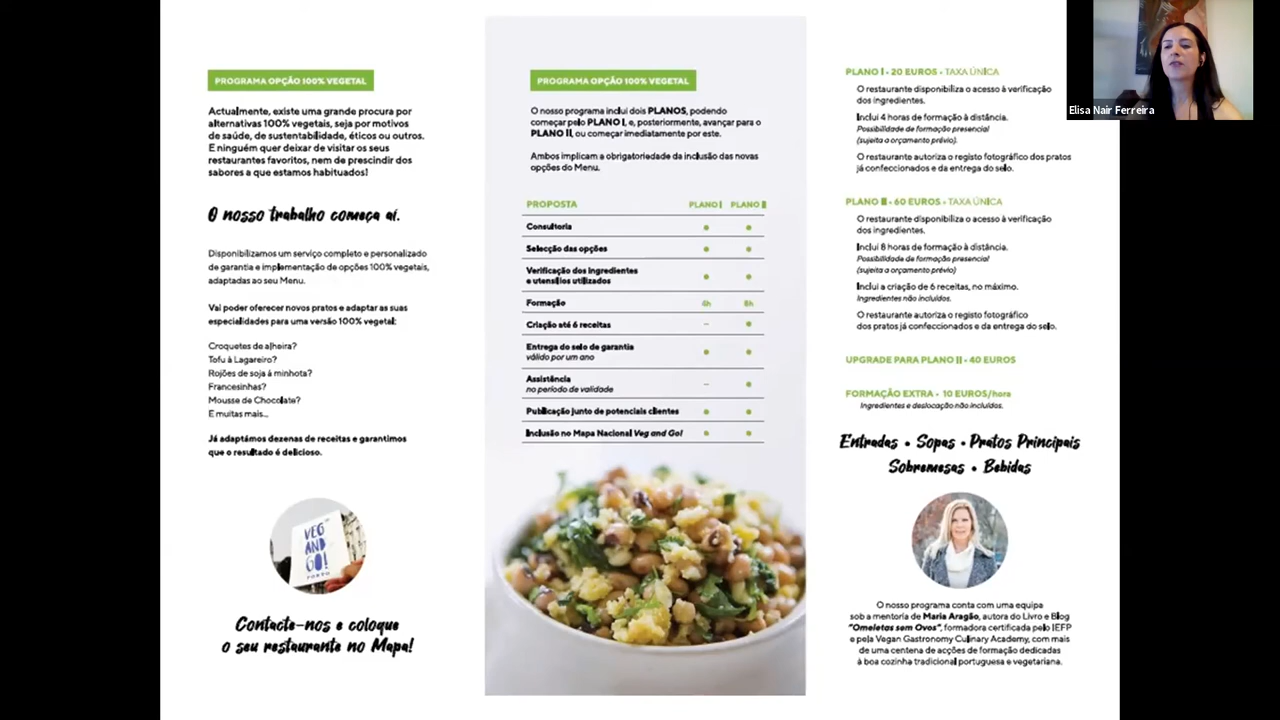 PROGRAMA OPÇÃO 100% VEGETAL
Actualmente, existe uma grande procura por
alternativas 100% vegetais, seja por motivos
de saúde, de sustentabilidade, éticos ou outros.
E ninguém quer deixar de visitar os seus
restaurantes favoritos, nem de prescindir dos
sabores a que estamos habituados!
O nosso trabalho começa aí.
Disponibilizamos um serviço completo e personalizado
de garantia e implementação de opções 100% vegetais,
adaptadas ao seu Menu.
Vai poder oferecer novos pratos e adaptar as suas
especialidades para uma versão 100% vegetal:
Croquetes de alheira?
Tofu à Lagareiro?
Rojões de soja á minhota?
Francesinhas?
Mousse de Chocolate?
E muitas mais...
Já adaptámos dezenas de receitas e garantimos
que o resultado é delicioso.
VEG
AND
GO!
PORTO
Contacte-nos e coloque
o seu restaurante no Mapa!
PROGRAMA OPÇÃO 100% VEGETAL
O nosso programa inclui dois PLANOS, podendo
começar pelo PLANO I, e, posteriormente, avançar para o
PLANO II, ou começar imediatamente por este.
Ambos implicam a obrigatoriedade da inclusão das novas
opções do Menu.
PROPOSTA PLANO I PLANO II
Consultoria • •
Selecção das opções • •
Verificação dos ingredientes
e utensílios utilizados • •
Formação 4h 8h
Criação até 6 receitas – •
Entrega do selo de garantia
válido por um ano • •
Assistência
no período de validade – •
Publicação junto de potenciais clientes • •
Inclusão no Mapa Nacional Veg and Go! • •
PLANO I • 20 EUROS • TAXA ÚNICA
O restaurante disponibiliza o acesso à verificação
dos ingredientes.
Inclui 4 horas de formação à distância.
Possibilidade de formação presencial
(sujeita a orçamento prévio).
O restaurante autoriza o registo fotográfico dos pratos
já confeccionados e da entrega do selo.
PLANO II • 60 EUROS • TAXA ÚNICA
O restaurante disponibiliza o acesso à verificação
dos ingredientes.
Inclui 8 horas de formação à distância.
Possibilidade de formação presencial
(sujeita a orçamento prévio)
Inclui a criação de 6 receitas, no máximo.
Ingredientes não incluídos.
O restaurante autoriza o registo fotográfico
dos pratos já confeccionados e da entrega do selo.
UPGRADE PARA PLANO II • 40 EUROS
FORMAÇÃO EXTRA • 10 EUROS/hora
Ingredientes e deslocação não incluídos.
Entradas • Sopas • Pratos Principais
Sobremesas • Bebidas
O nosso programa conta com uma equipa
sob a mentoria de Maria Aragão, autora do Livro e Blog
"Omeletas sem Ovos", formadora certificada pelo IEFP
e pela Vegan Gastronomy Culinary Academy, com mais
de uma centena de acções de formação dedicadas
à boa cozinha tradicional portuguesa e vegetariana.
Elisa Nair Ferreira